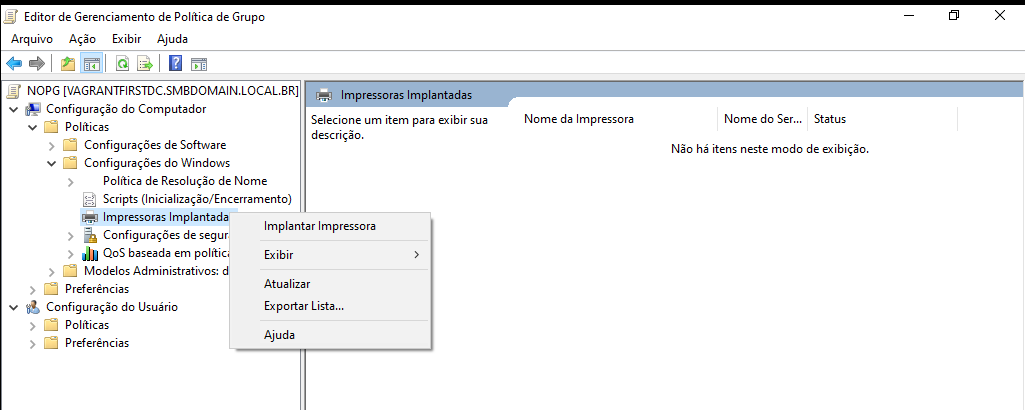 Editor de Gerenciamento de Política de Grupo
Arquivo Ação Exibir Ajuda
NOPG [VAGRANTFIRSTDC.SMBDOMAIN.LOCAL.BR]
Configuração do Computador
Políticas
Configurações de Software
Configurações do Windows
Política de Resolução de Nome
Scripts (Inicialização/Encerramento)
Impressoras Implantada
Configurações de segur
QoS baseada em polític
Modelos Administrativos: d
Preferências
Configuração do Usuário
Políticas
Preferências
Implantar Impressora
Exibir
Atualizar
Exportar Lista...
Ajuda
Impressoras Implantadas
Selecione um item para exibir sua
descrição.
Nome da Impressora Nome do Ser... Status
Não há itens neste modo de exibição.